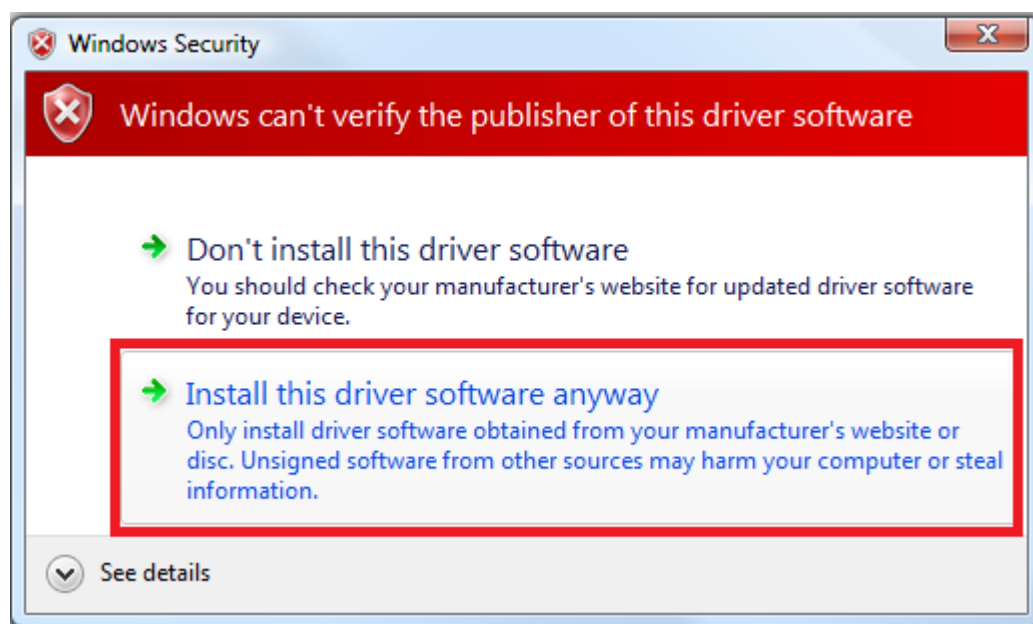 Windows Security
Windows can't verify the publisher of this driver software
Don't install this driver software
You should check your manufacturer's website for updated driver software
for your device.
Install this driver software anyway
Only install driver software obtained from your manufacturer's website or
disc. Unsigned software from other sources may harm your computer or steal
information.
See details